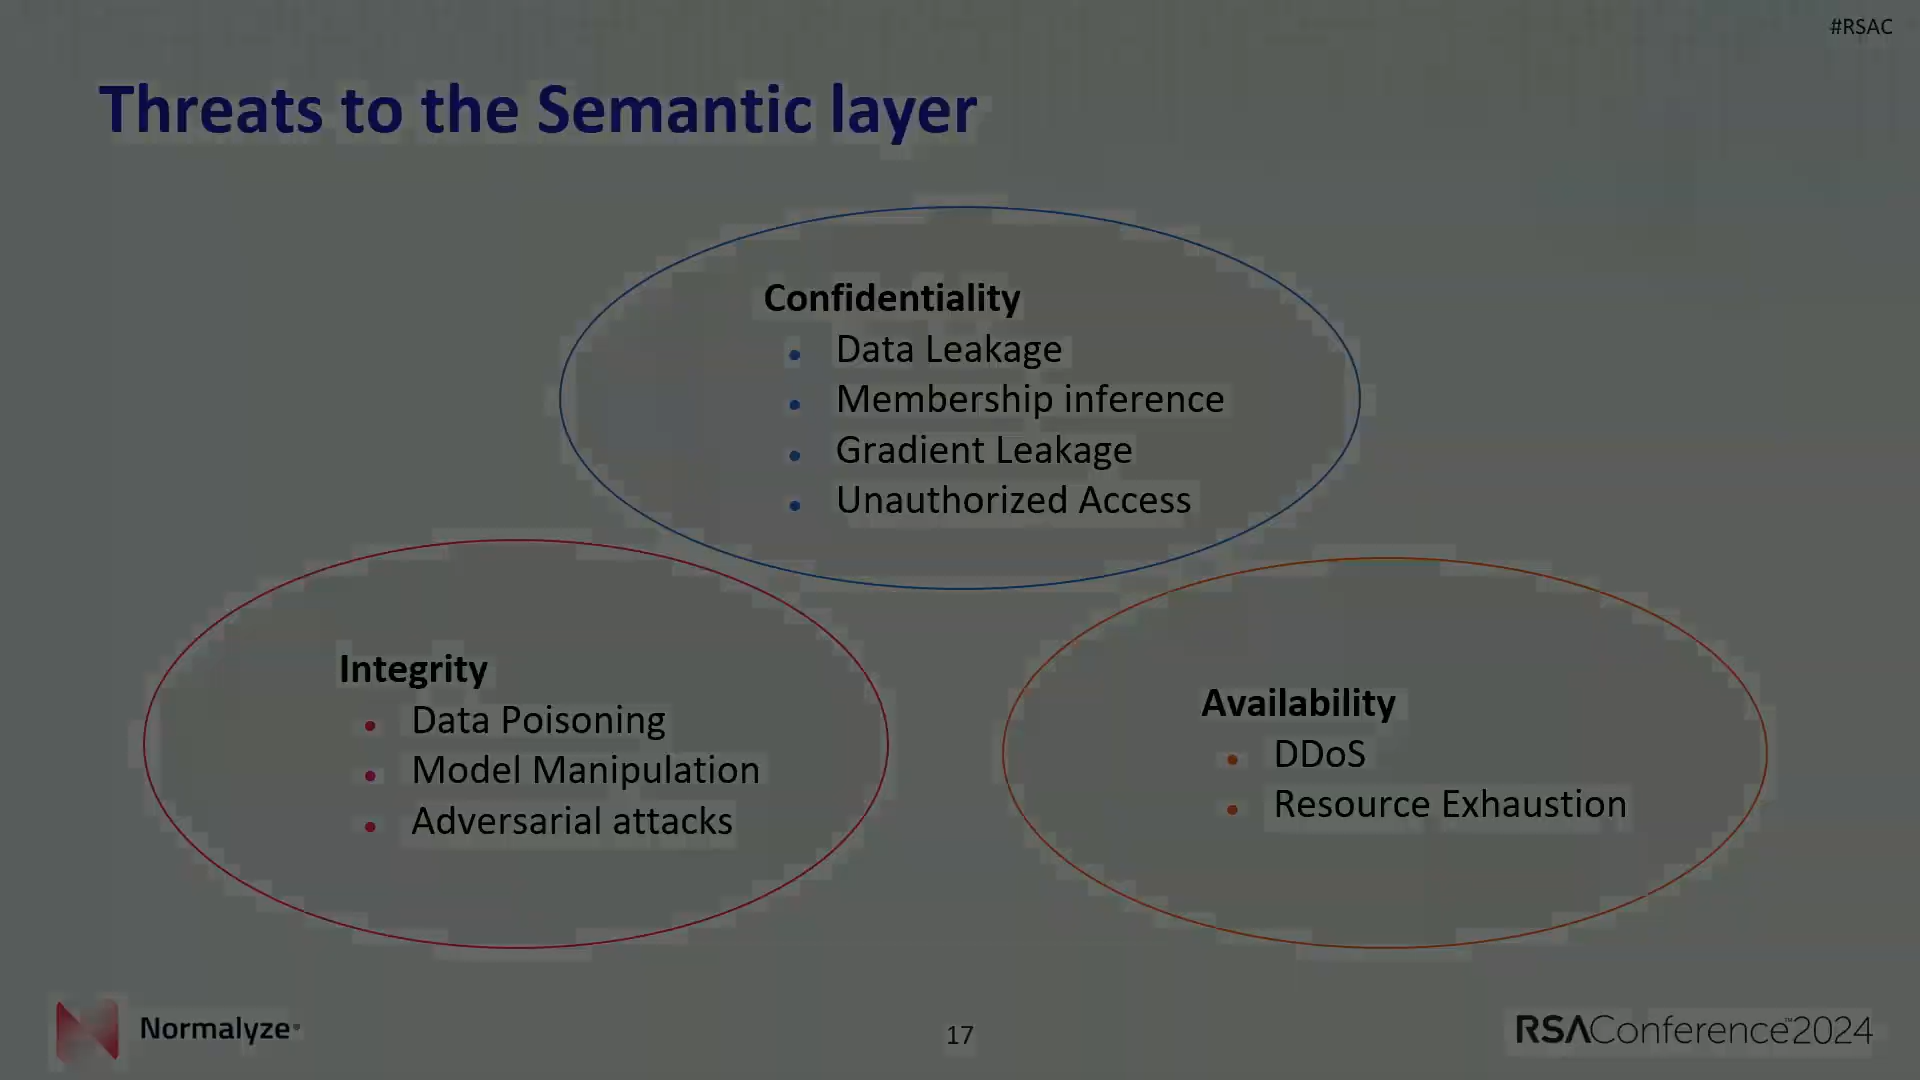 #RSAC
Threats to the Semantic layer
Confidentiality
• Data Leakage
• Membership inference
• Gradient Leakage
• Unauthorized Access
Integrity
• Data Poisoning
• Model Manipulation
• Adversarial attacks
Availability
• DDoS
• Resource Exhaustion
Normalyze
17
RSAConference™2024